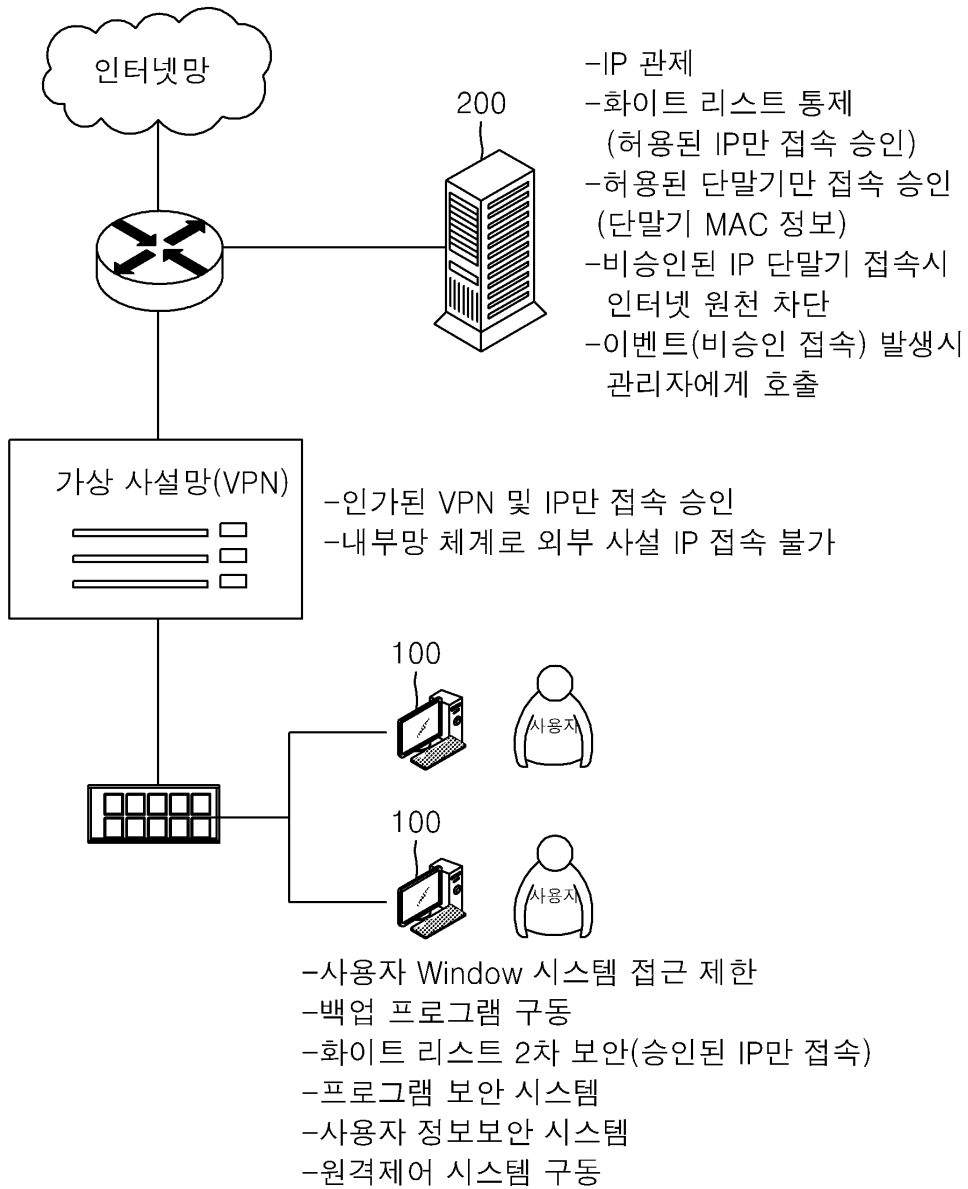 인터넷망
200
-IP 관제
-화이트 리스트 통제
(허용된 IP만 접속 승인)
-허용된 단말기만 접속 승인
(단말기 MAC 정보)
-비승인된 IP 단말기 접속시
인터넷 원천 차단
-이벤트(비승인 접속) 발생시
관리자에게 호출
가상 사설망(VPN)
-인가된 VPN 및 IP만 접속 승인
-내부망 체계로 외부 사설 IP 접속 불가
100
사용자
100
사용자
-사용자 Window 시스템 접근 제한
-백업 프로그램 구동
-화이트 리스트 2차 보안(승인된 IP만 접속)
-프로그램 보안 시스템
-사용자 정보보안 시스템
-원격제어 시스템 구동